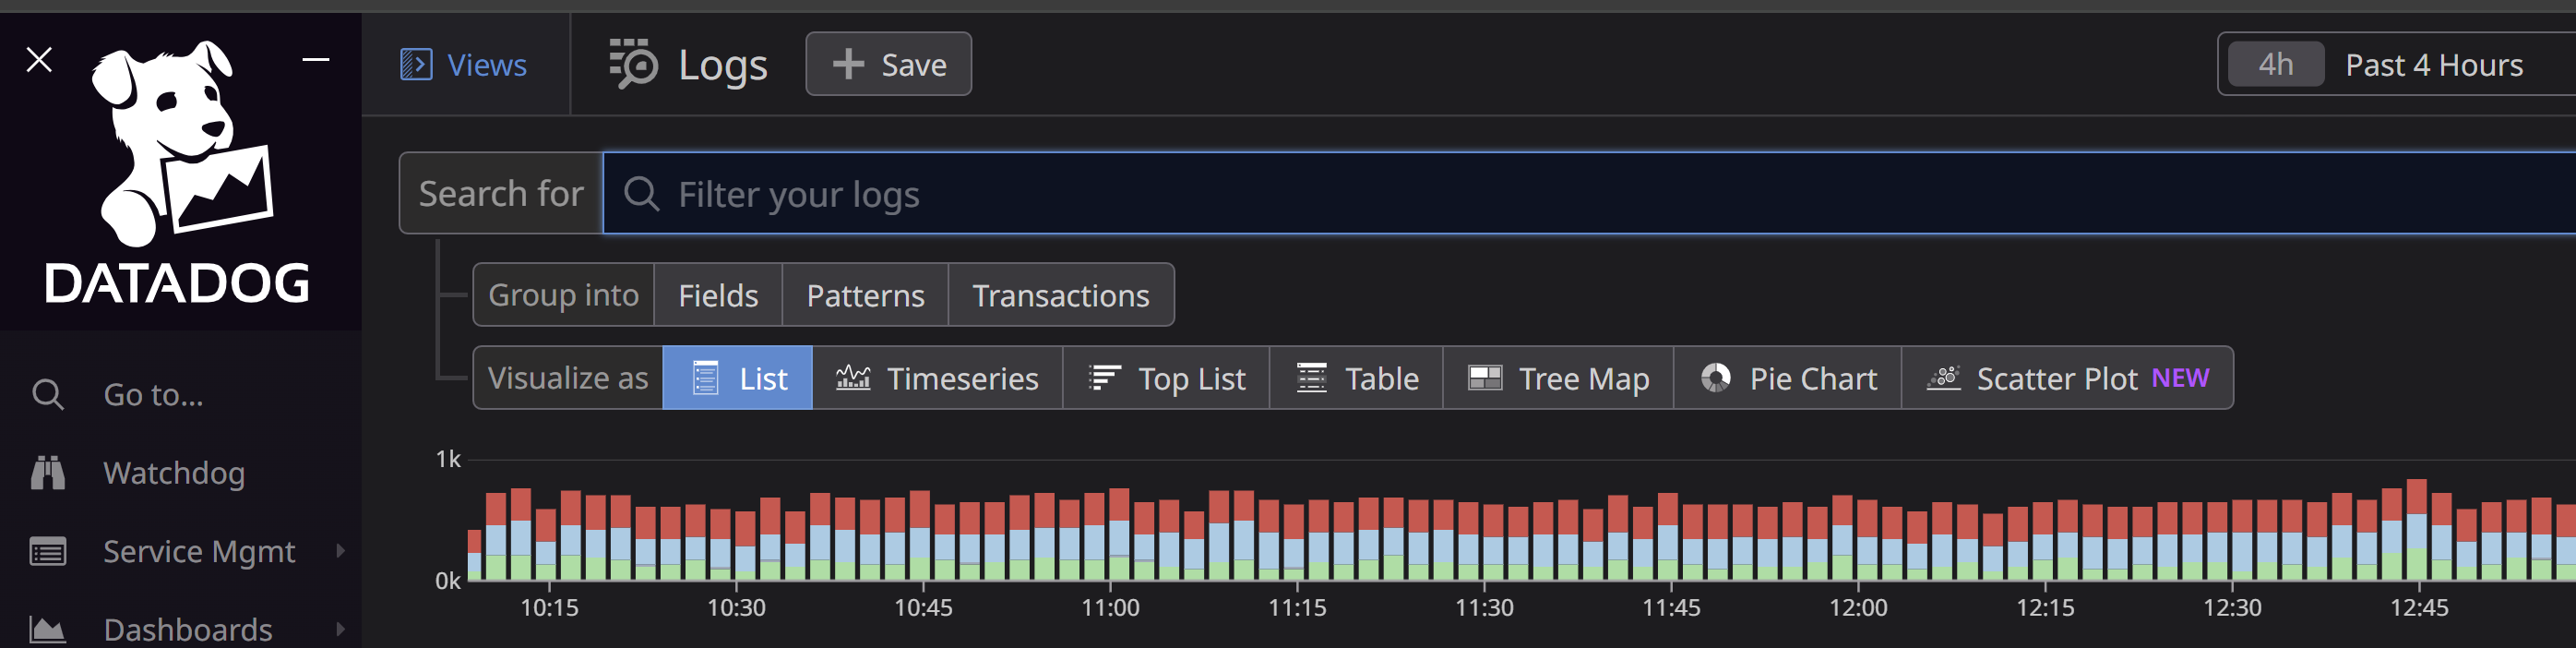 DATADOG
Go to...
Watchdog
Service Mgmt
Dashboards
Views
Logs
Save
4h Past 4 Hours
Search for Filter your logs
Group into Fields Patterns Transactions
Visualize as List Timeseries Top List Table Tree Map Pie Chart Scatter Plot NEW
1k
0k
10:15 10:30 10:45 11:00 11:15 11:30 11:45 12:00 12:15 12:30 12:45